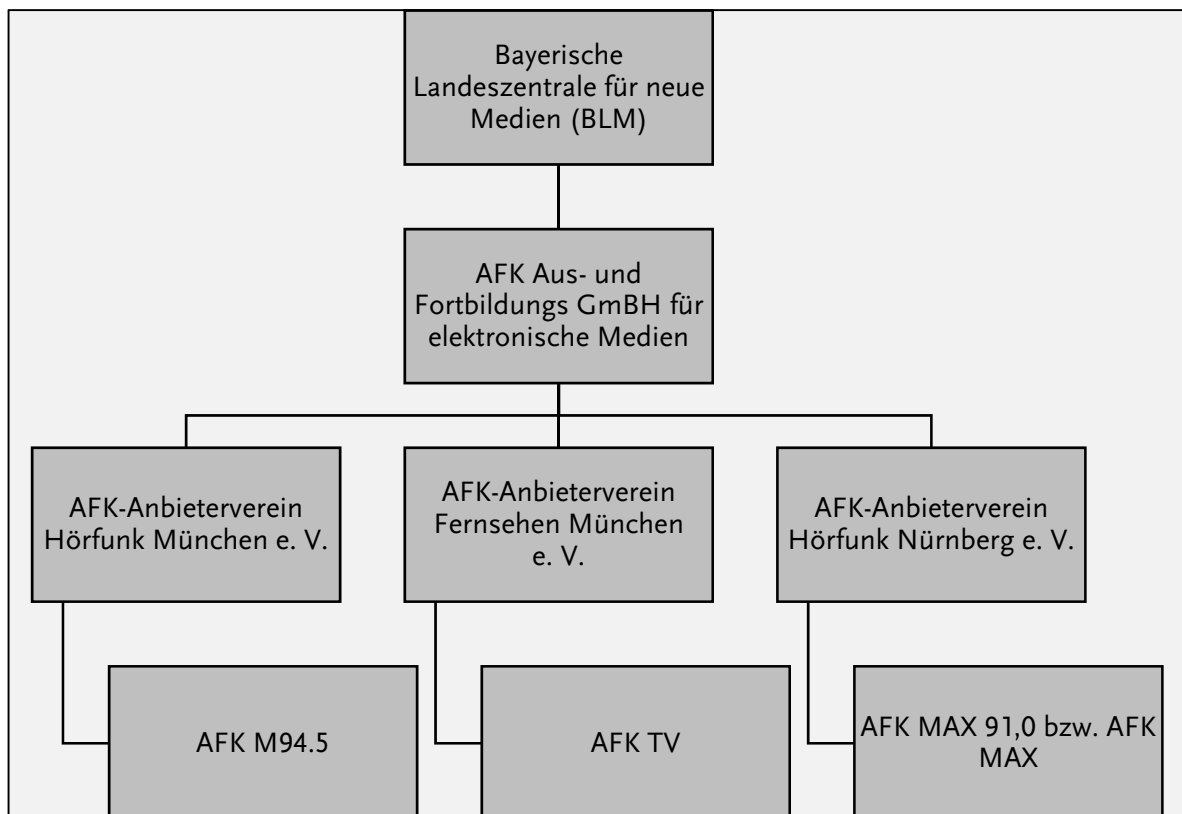 Bayerische
Landeszentrale für neue
Medien (BLM)
AFK Aus- und
Fortbildungs GmBH für
elektronische Medien
AFK-Anbieterverein
Hörfunk München e. V.
AFK-Anbieterverein
Fernsehen München
e. V.
AFK-Anbieterverein
Hörfunk Nürnberg e. V.
AFK M94.5
AFK TV
AFK MAX 91,0 bzw. AFK
MAX